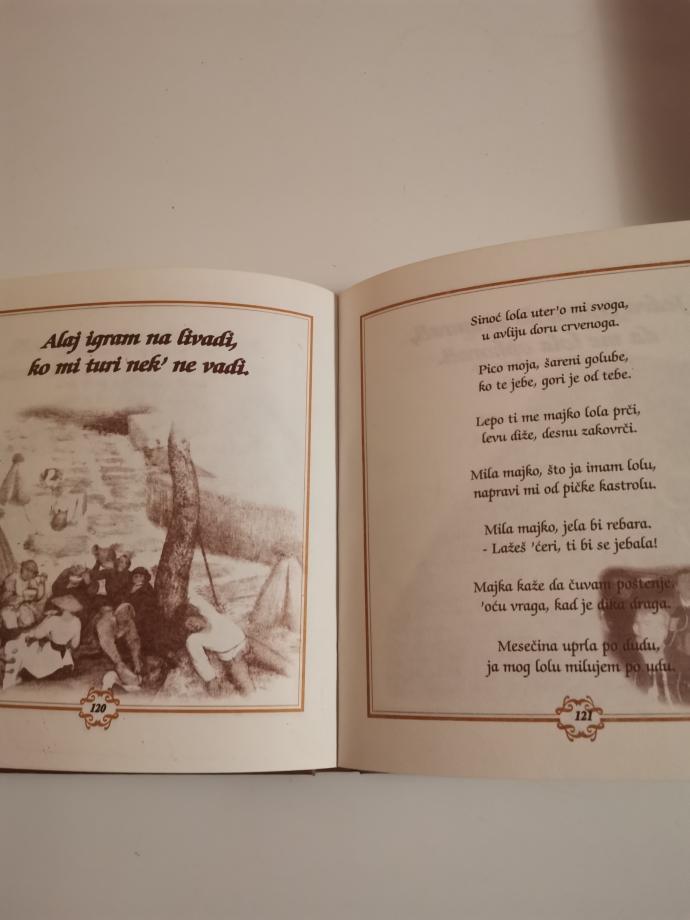 Alaj igram na livadi,
ko mi turi nek' ne vadi.
120
Sinoć lola uter'o mi svoga,
u avliju doru crvenoga.
Pico moja, šareni golube,
ko te jebe, gori je od tebe.
Lepo ti me majko lola prči,
levu diže, desnu zakovrči.
Mila majko, što ja imam lolu,
napravi mi od pičke kastrolu.
Mila majko, jela bi rebara.
- Lažeš 'ćeri, ti bi se jebala!
Majka kaže da čuvam poštenje,
'oću vraga, kad je dika draga.
Mesečina uprla po dudu,
ja mog lolu milujem po udu.
121